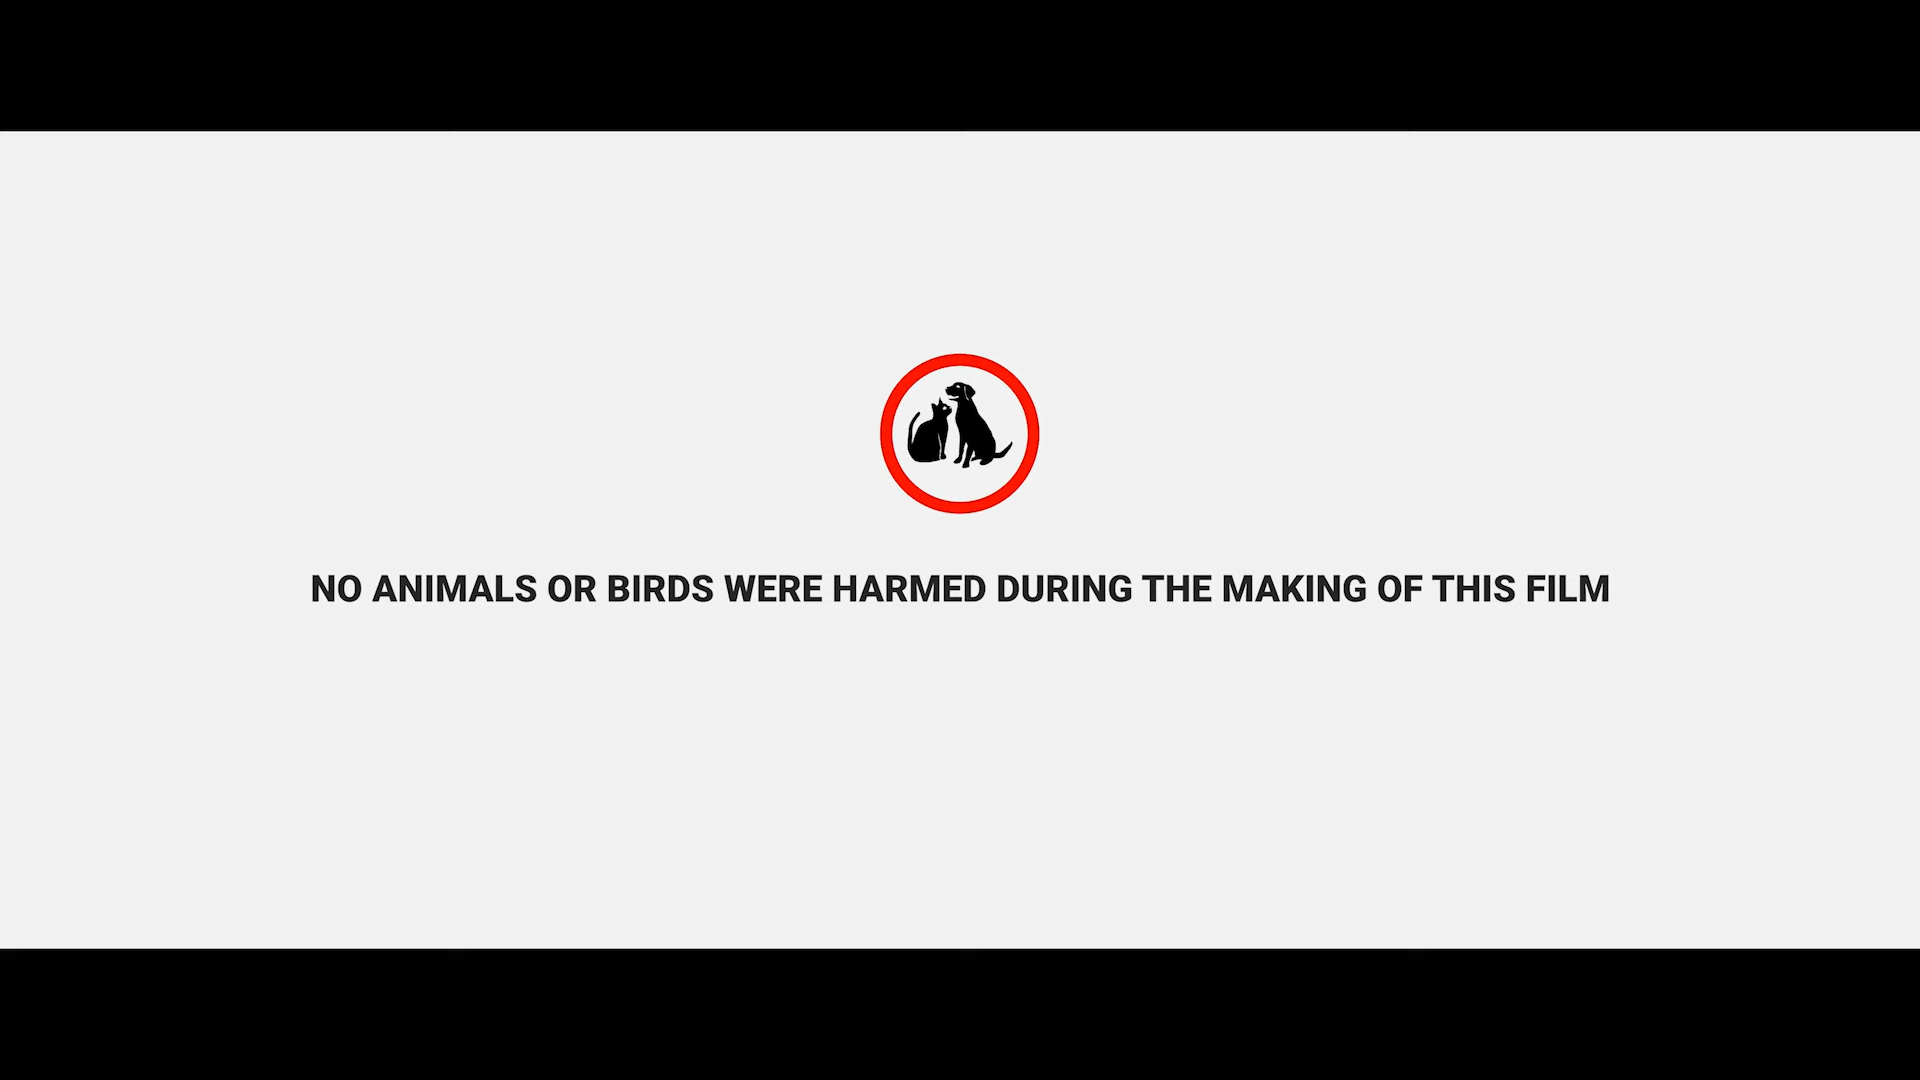 NO ANIMALS OR BIRDS WERE HARMED DURING THE MAKING OF THIS FILM